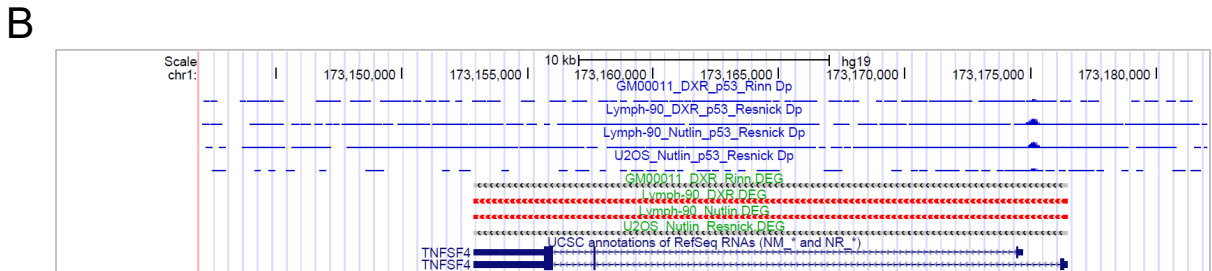 B
Scale 10 kb hg19
chr1: 173,150,000 173,155,000 173,160,000 173,165,000 173,170,000 173,175,000 173,180,000
GM00011_DXR_p53_Rinn Dp
Lymph-90_DXR_p53_Resnick Dp
Lymph-90_Nutlin_p53_Resnick Dp
U2OS_Nutlin_p53_Resnick Dp
GM00011_DXR_Rinn.DEG
Lymph-90_DXR.DEG
Lymph-90_Nutlin.DEG
U2OS_Nutlin_Resnick.DEG
UCSC annotations of RefSeq RNAs (NM_* and NR_*)
TNFSF4
TNFSF4